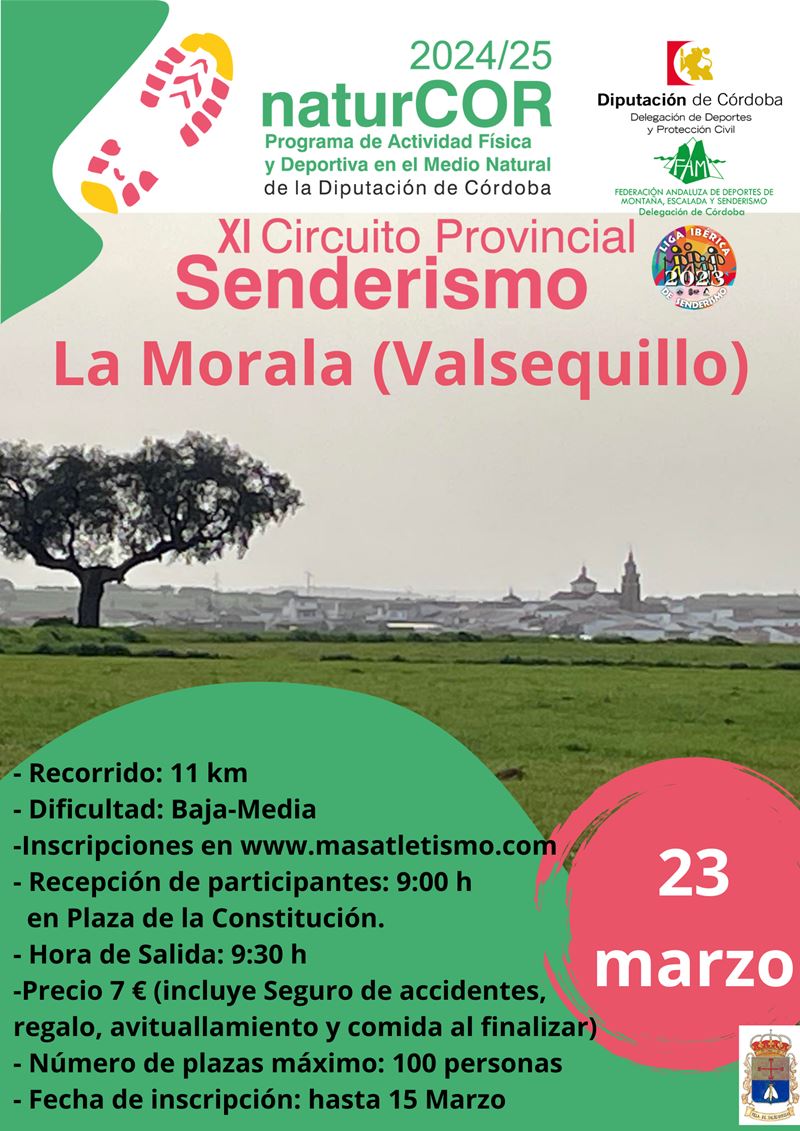 2024/25
naturCOR
Programa de Actividad Física
y Deportiva en el Medio Natural
de la Diputación de Córdoba
Diputación de Córdoba
Delegación de Deportes
y Protección Civil
FAM
FEDERACIÓN ANDALUZA DE DEPORTES DE
MONTAÑA, ESCALADA Y SENDERISMO
Delegación de Córdoba
XI Circuito Provincial
Senderismo
LIGA IBÉRICA
2023
DE SENDERISMO
La Morala (Valsequillo)
- Recorrido: 11 km
- Dificultad: Baja-Media
-Inscripciones en www.masatletismo.com
- Recepción de participantes: 9:00 h
en Plaza de la Constitución.
- Hora de Salida: 9:30 h
-Precio 7 € (incluye Seguro de accidentes,
regalo, avituallamiento y comida al finalizar)
- Número de plazas máximo: 100 personas
- Fecha de inscripción: hasta 15 Marzo
23
marzo